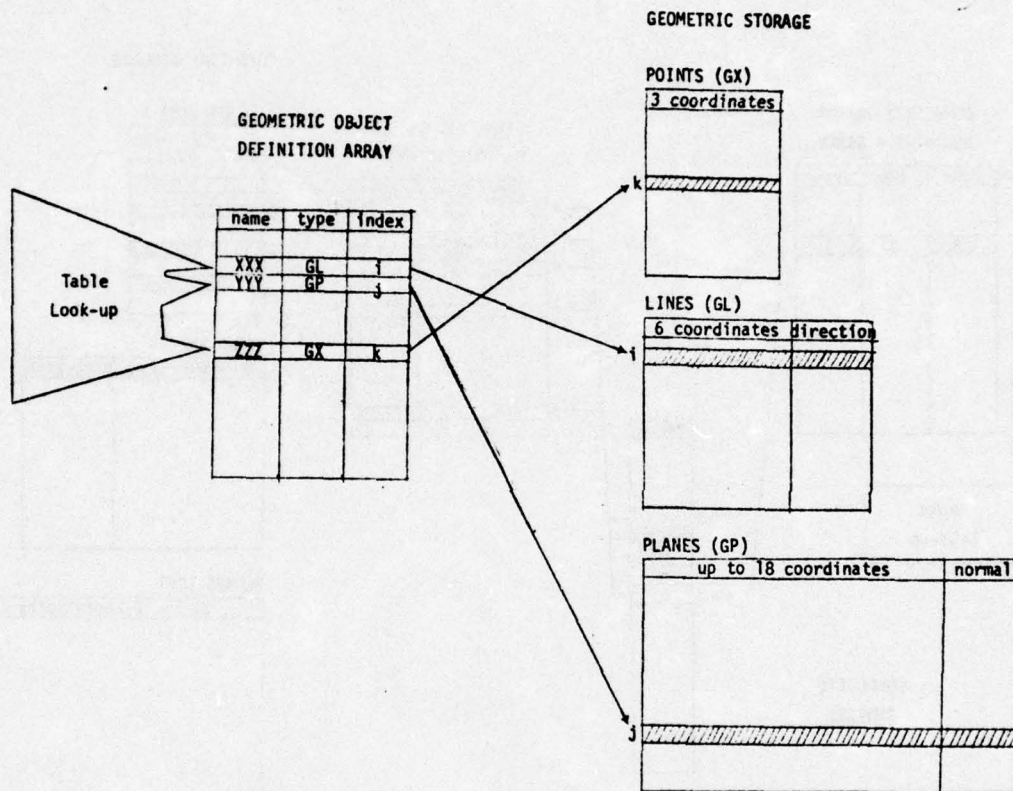 GEOMETRIC STORAGE
POINTS (GX)
3 coordinates
k
GEOMETRIC OBJECT
DEFINITION ARRAY
name type index
XXX GL i
YYY GP j
ZZZ GX k
Table
Look-up
LINES (GL)
6 coordinates direction
i
PLANES (GP)
up to 18 coordinates normal
j